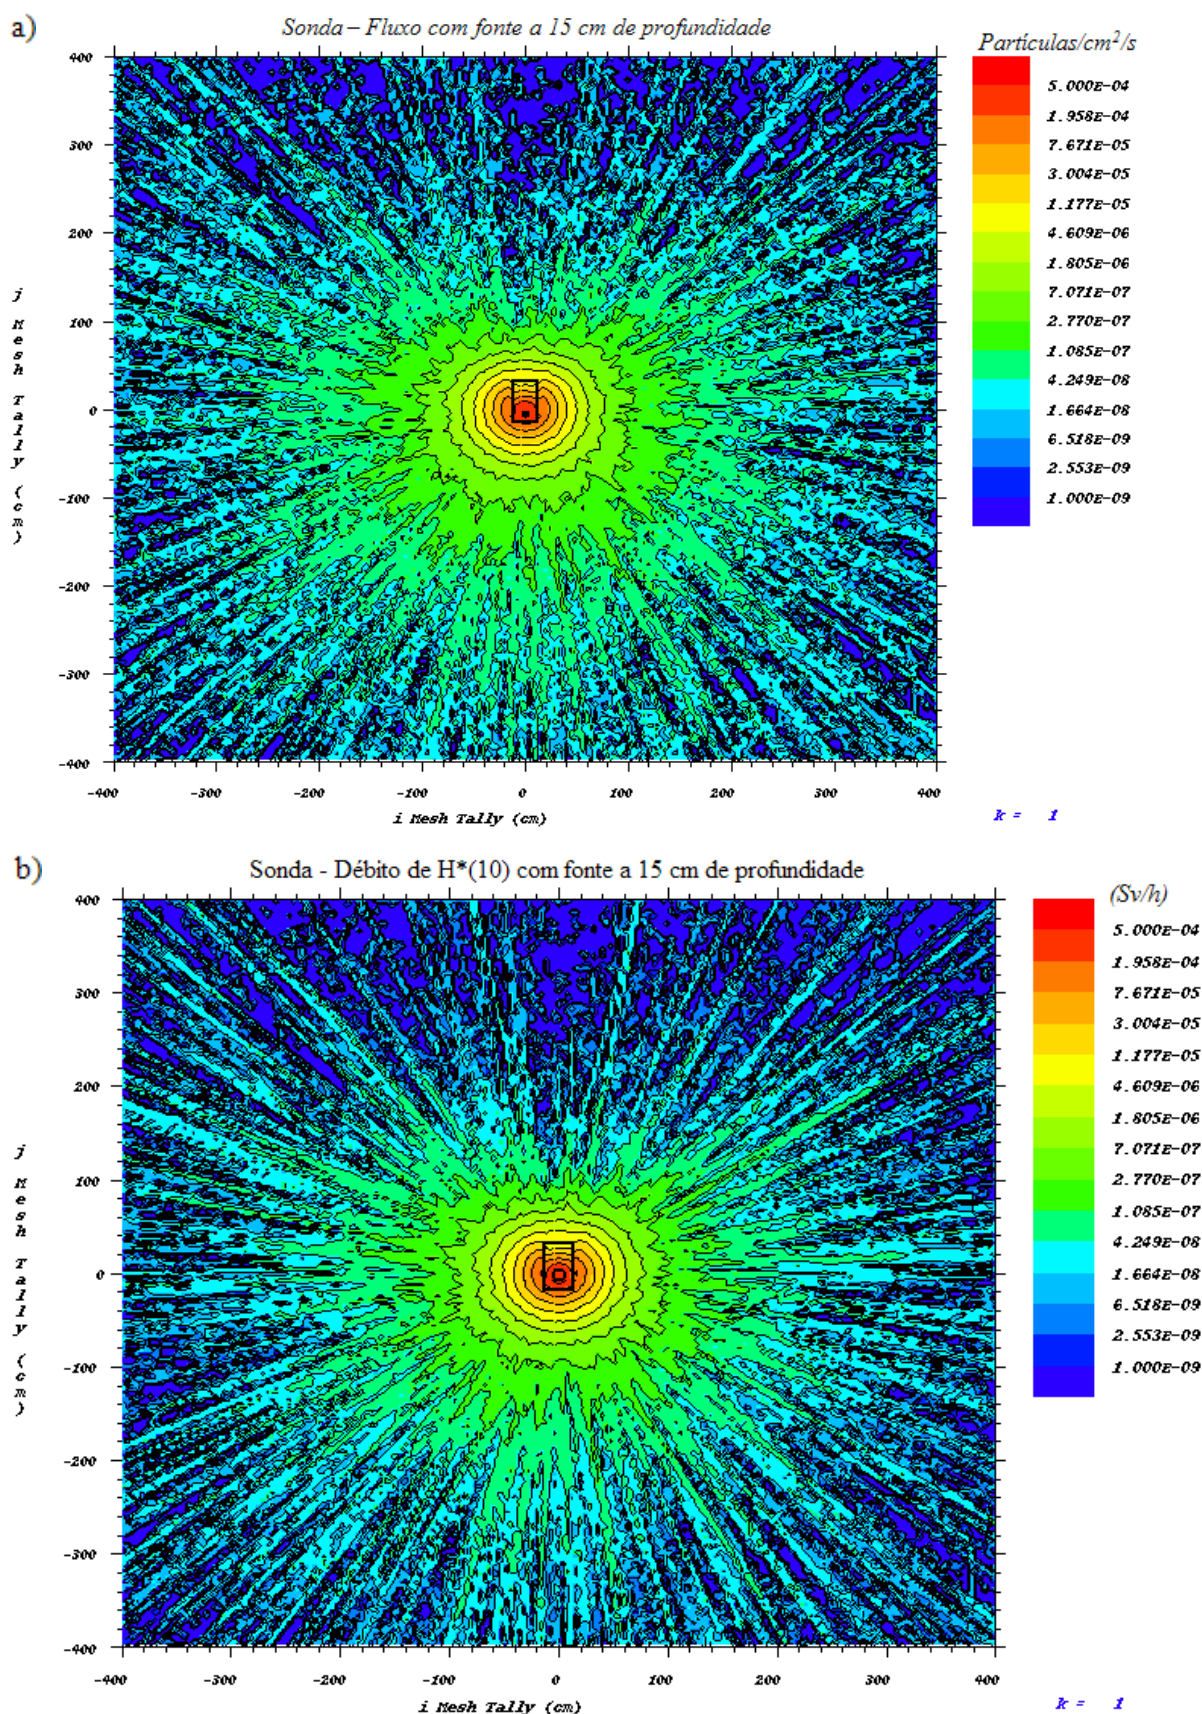 a)
Sonda – Fluxo com fonte a 15 cm de profundidade
Partículas/cm²/s
5.000E-04
1.958E-04
7.671E-05
3.004E-05
1.177E-05
4.609E-06
1.805E-06
7.071E-07
2.770E-07
1.085E-07
4.249E-08
1.664E-08
6.518E-09
2.553E-09
1.000E-09
400
300
200
100
0
-100
-200
-300
-400
j Mesh Tally (cm)
-400 -300 -200 -100 0 100 200 300 400
i Mesh Tally (cm)
k = 1
b)
Sonda - Débito de H*(10) com fonte a 15 cm de profundidade
(Sv/h)
5.000E-04
1.958E-04
7.671E-05
3.004E-05
1.177E-05
4.609E-06
1.805E-06
7.071E-07
2.770E-07
1.085E-07
4.249E-08
1.664E-08
6.518E-09
2.553E-09
1.000E-09
400
300
200
100
0
-100
-200
-300
-400
j Mesh Tally (cm)
-400 -300 -200 -100 0 100 200 300 400
i Mesh Tally (cm)
k = 1